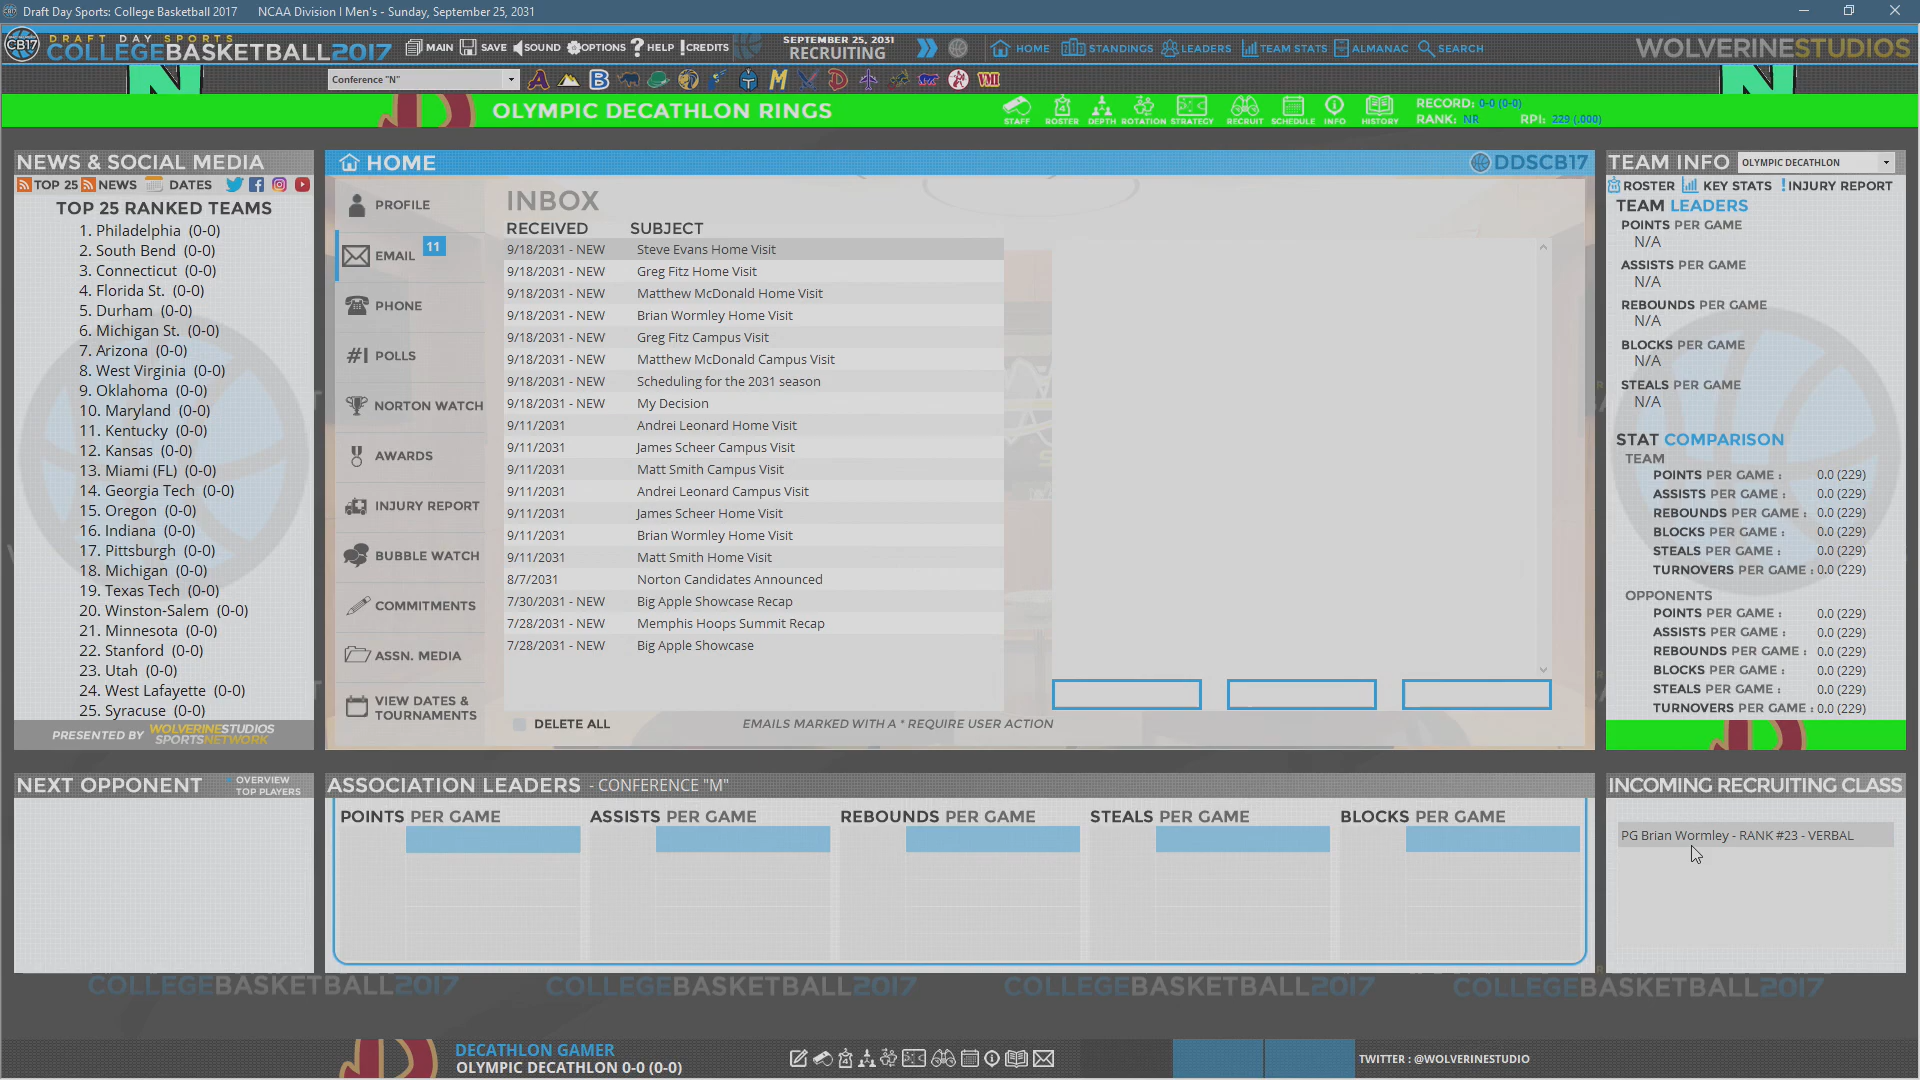 Draft Day Sports: College Basketball 2017 NCAA Division I Men's - Sunday, September 25, 2031
CB17 DRAFT DAY SPORTS
COLLEGEBASKETBALL2017
MAIN SAVE SOUND OPTIONS HELP CREDITS
SEPTEMBER 25, 2031
RECRUITING
HOME STANDINGS LEADERS TEAM STATS ALMANAC SEARCH
WOLVERINESTUDIOS
Conference "N"
OLYMPIC DECATHLON RINGS
STAFF ROSTER DEPTH ROTATION STRATEGY RECRUIT SCHEDULE INFO HISTORY
RECORD: 0-0 (0-0)
RANK: NR RPI: 229 (.000)
NEWS & SOCIAL MEDIA
TOP 25 NEWS DATES
TOP 25 RANKED TEAMS
1. Philadelphia (0-0)
2. South Bend (0-0)
3. Connecticut (0-0)
4. Florida St. (0-0)
5. Durham (0-0)
6. Michigan St. (0-0)
7. Arizona (0-0)
8. West Virginia (0-0)
9. Oklahoma (0-0)
10. Maryland (0-0)
11. Kentucky (0-0)
12. Kansas (0-0)
13. Miami (FL) (0-0)
14. Georgia Tech (0-0)
15. Oregon (0-0)
16. Indiana (0-0)
17. Pittsburgh (0-0)
18. Michigan (0-0)
19. Texas Tech (0-0)
20. Winston-Salem (0-0)
21. Minnesota (0-0)
22. Stanford (0-0)
23. Utah (0-0)
24. West Lafayette (0-0)
25. Syracuse (0-0)
PRESENTED BY WOLVERINESTUDIOS
SPORTSNETWORK
HOME
DDSCB17
PROFILE
EMAIL 11
PHONE
#1 POLLS
NORTON WATCH
AWARDS
INJURY REPORT
BUBBLE WATCH
COMMITMENTS
ASSN. MEDIA
VIEW DATES &
TOURNAMENTS
INBOX
RECEIVED SUBJECT
9/18/2031 - NEW Steve Evans Home Visit
9/18/2031 - NEW Greg Fitz Home Visit
9/18/2031 - NEW Matthew McDonald Home Visit
9/18/2031 - NEW Brian Wormley Home Visit
9/18/2031 - NEW Greg Fitz Campus Visit
9/18/2031 - NEW Matthew McDonald Campus Visit
9/18/2031 - NEW Scheduling for the 2031 season
9/18/2031 - NEW My Decision
9/11/2031 Andrei Leonard Home Visit
9/11/2031 James Scheer Campus Visit
9/11/2031 Matt Smith Campus Visit
9/11/2031 Andrei Leonard Campus Visit
9/11/2031 James Scheer Home Visit
9/11/2031 Brian Wormley Home Visit
9/11/2031 Matt Smith Home Visit
8/7/2031 Norton Candidates Announced
7/30/2031 - NEW Big Apple Showcase Recap
7/28/2031 - NEW Memphis Hoops Summit Recap
7/28/2031 - NEW Big Apple Showcase
DELETE ALL EMAILS MARKED WITH A * REQUIRE USER ACTION
TEAM INFO OLYMPIC DECATHLON
ROSTER KEY STATS INJURY REPORT
TEAM LEADERS
POINTS PER GAME
N/A
ASSISTS PER GAME
N/A
REBOUNDS PER GAME
N/A
BLOCKS PER GAME
N/A
STEALS PER GAME
N/A
STAT COMPARISON
TEAM
POINTS PER GAME : 0.0 (229)
ASSISTS PER GAME : 0.0 (229)
REBOUNDS PER GAME : 0.0 (229)
BLOCKS PER GAME : 0.0 (229)
STEALS PER GAME : 0.0 (229)
TURNOVERS PER GAME : 0.0 (229)
OPPONENTS
POINTS PER GAME : 0.0 (229)
ASSISTS PER GAME : 0.0 (229)
REBOUNDS PER GAME : 0.0 (229)
BLOCKS PER GAME : 0.0 (229)
STEALS PER GAME : 0.0 (229)
TURNOVERS PER GAME : 0.0 (229)
NEXT OPPONENT
OVERVIEW
TOP PLAYERS
ASSOCIATION LEADERS - CONFERENCE "M"
POINTS PER GAME ASSISTS PER GAME REBOUNDS PER GAME STEALS PER GAME BLOCKS PER GAME
INCOMING RECRUITING CLASS
PG Brian Wormley - RANK #23 - VERBAL
COLLEGEBASKETBALL2017 COLLEGEBASKETBALL2017 COLLEGEBASKETBALL2017 COLLEGEBASKETBALL2017
DECATHLON GAMER
OLYMPIC DECATHLON 0-0 (0-0)
TWITTER : @WOLVERINESTUDIO